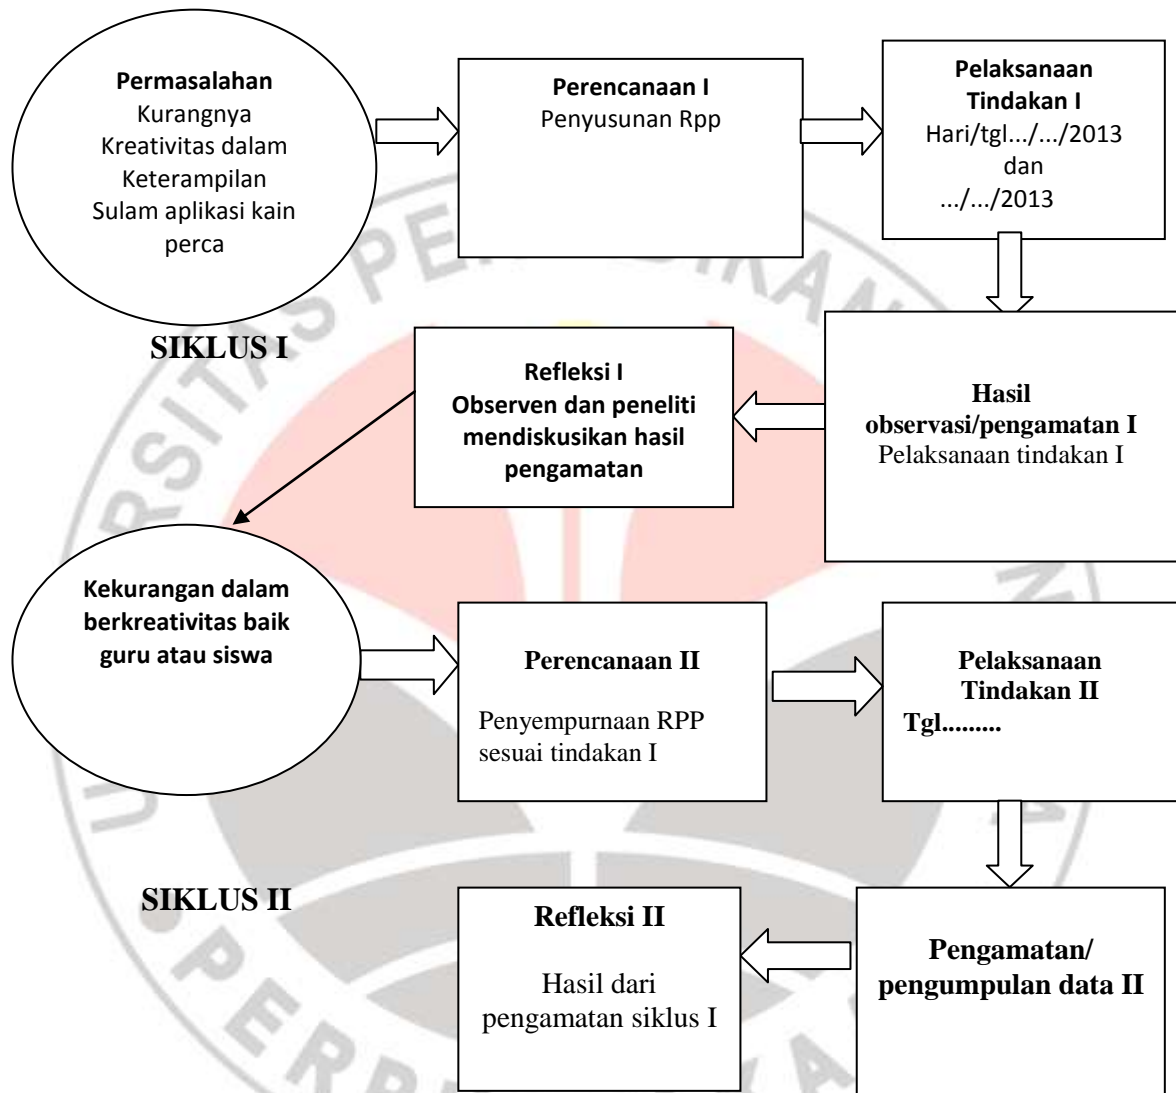 Permasalahan
Kurangnya
Kreativitas dalam
Keterampilan
Sulam aplikasi kain
perca
Perencanaan I
Penyusunan Rpp
Pelaksanaan
Tindakan I
Hari/tgl.../.../2013
dan
.../.../2013
SIKLUS I
Refleksi I
Observen dan peneliti
mendiskusikan hasil
pengamatan
Hasil
observasi/pengamatan I
Pelaksanaan tindakan I
Kekurangan dalam
berkreativitas baik
guru atau siswa
Perencanaan II
Penyempurnaan RPP
sesuai tindakan I
Pelaksanaan
Tindakan II
Tgl.........
SIKLUS II
Refleksi II
Hasil dari
pengamatan siklus I
Pengamatan/
pengumpulan data II